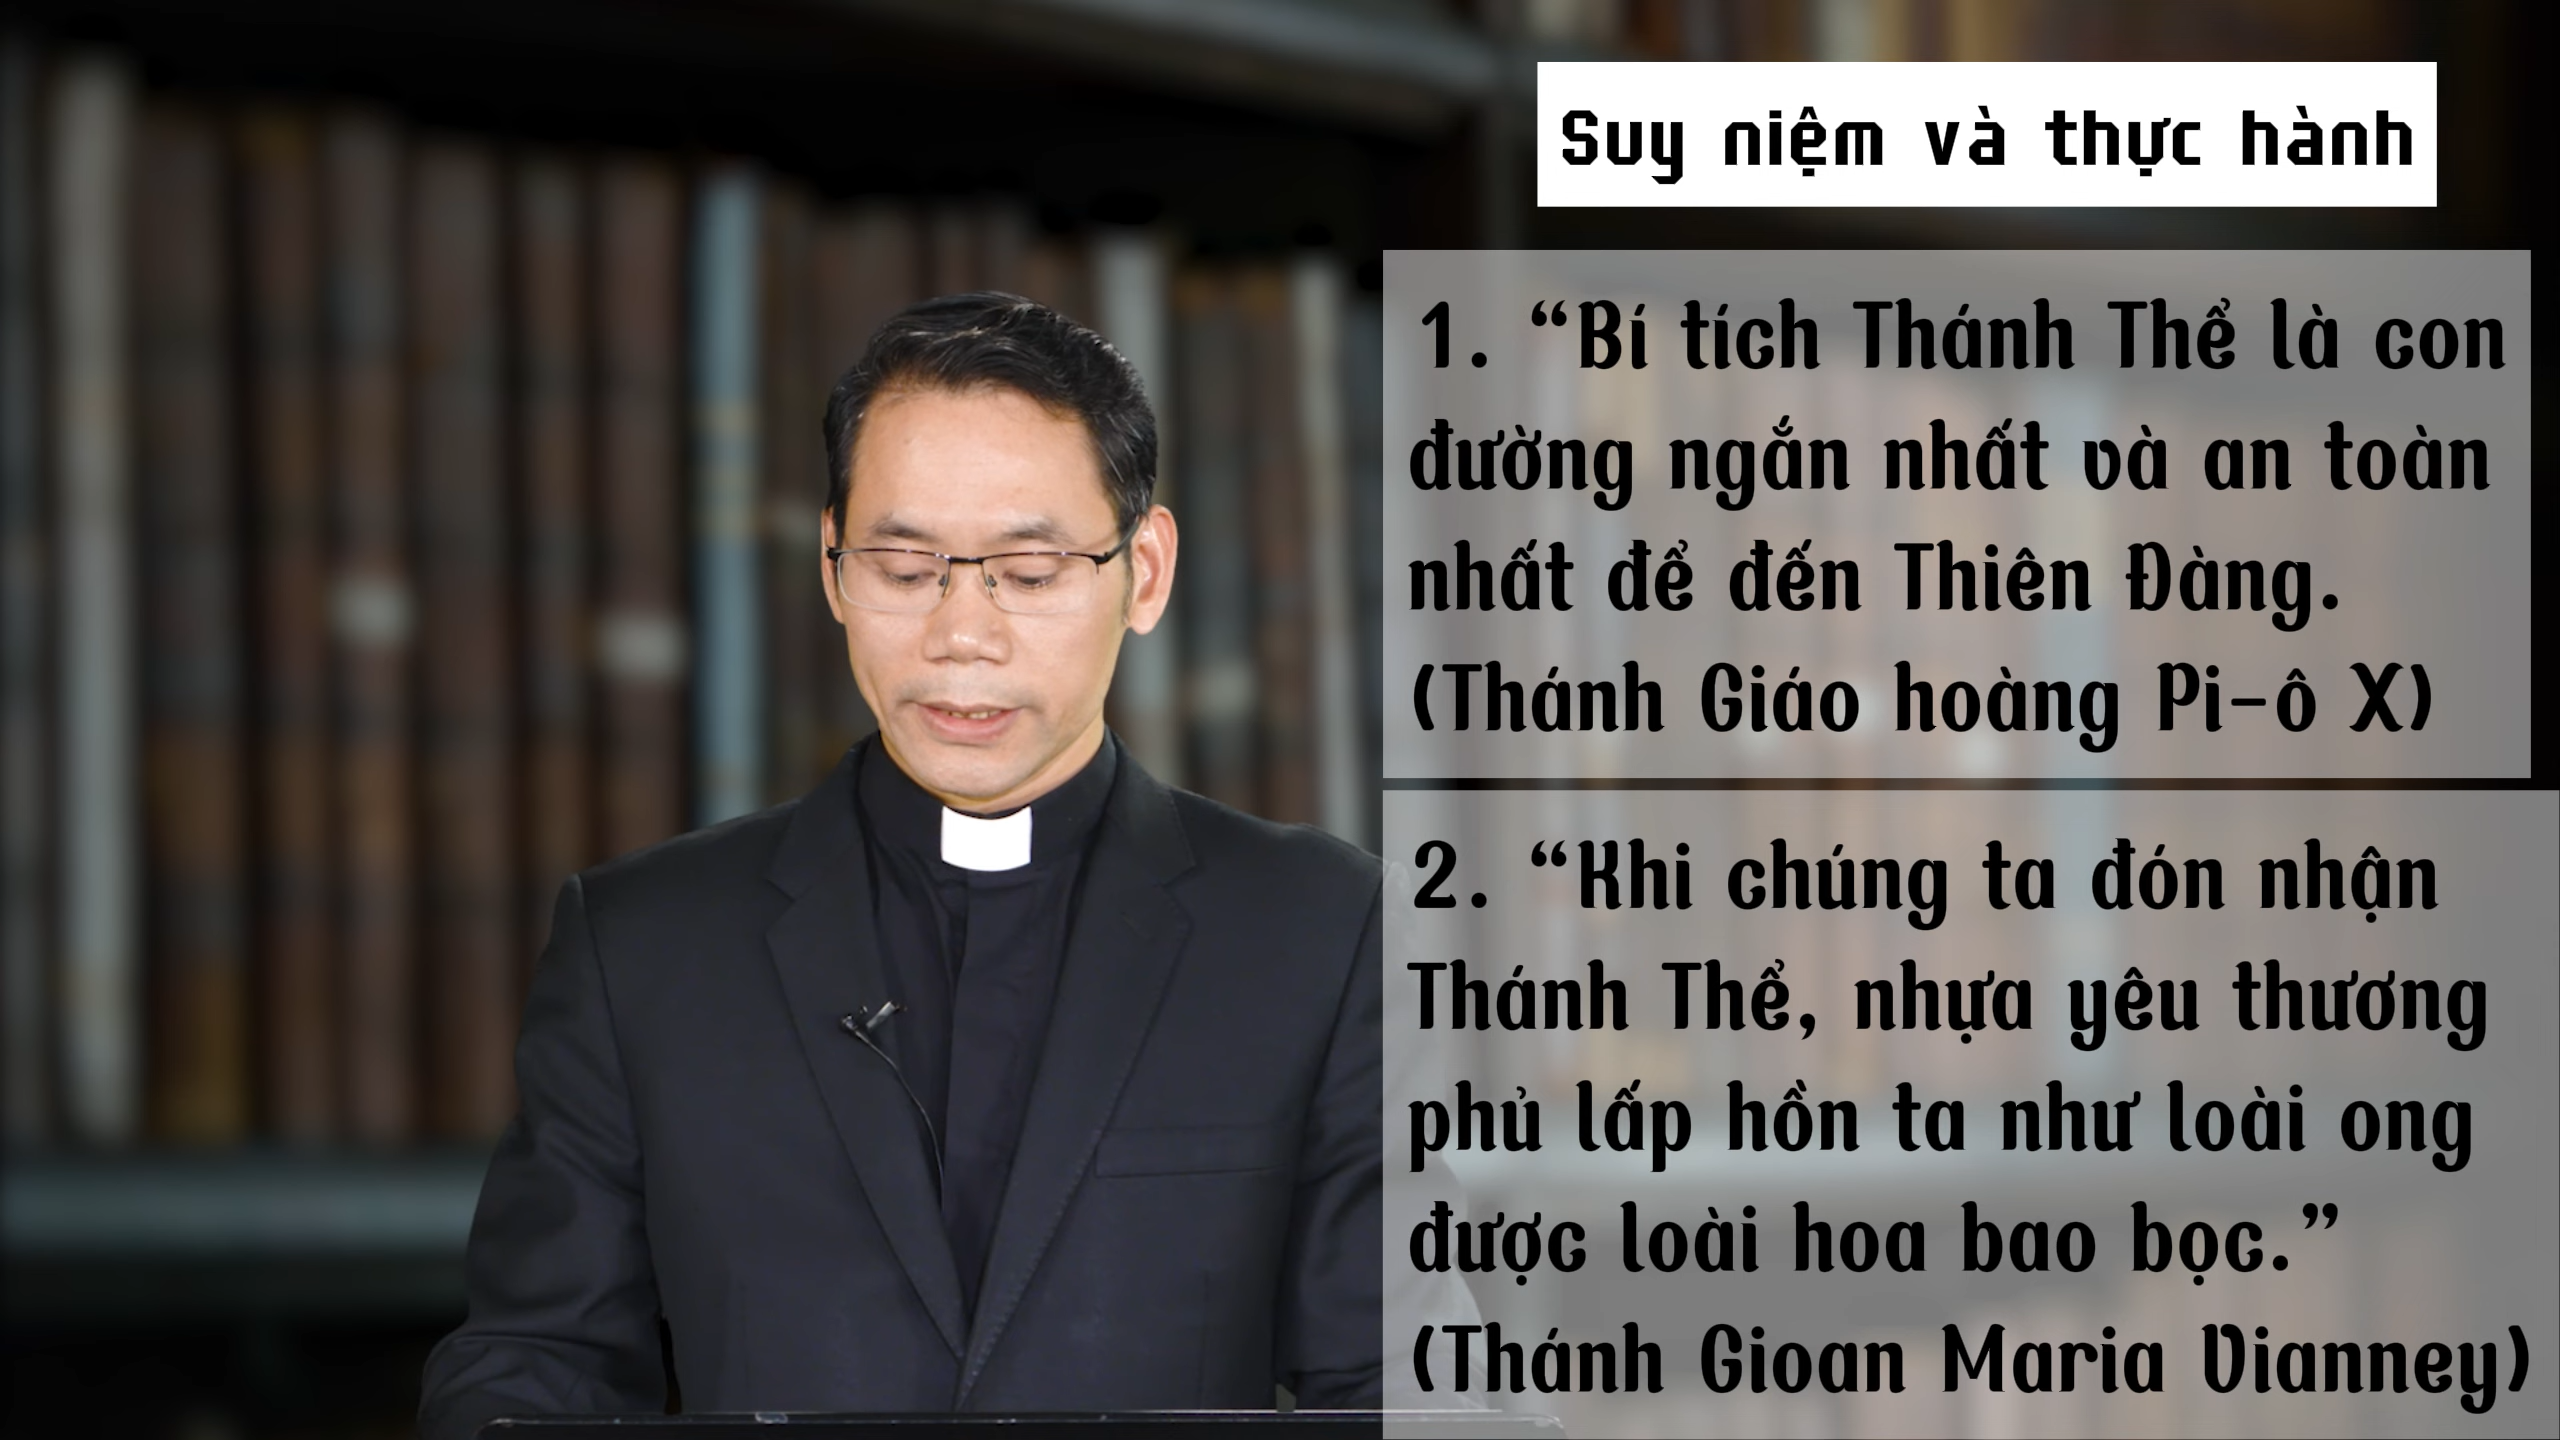 Suy niệm và thực hành
1. “Bí tích Thánh Thể là con
đường ngắn nhất và an toàn
nhất để đến Thiên Đàng.
(Thánh Giáo hoàng Pi-ô X)
2. “Khi chúng ta đón nhận
Thánh Thể, nhựa yêu thương
phủ lấp hồn ta như loài ong
được loài hoa bao bọc.”
(Thánh Gioan Maria Vianney)